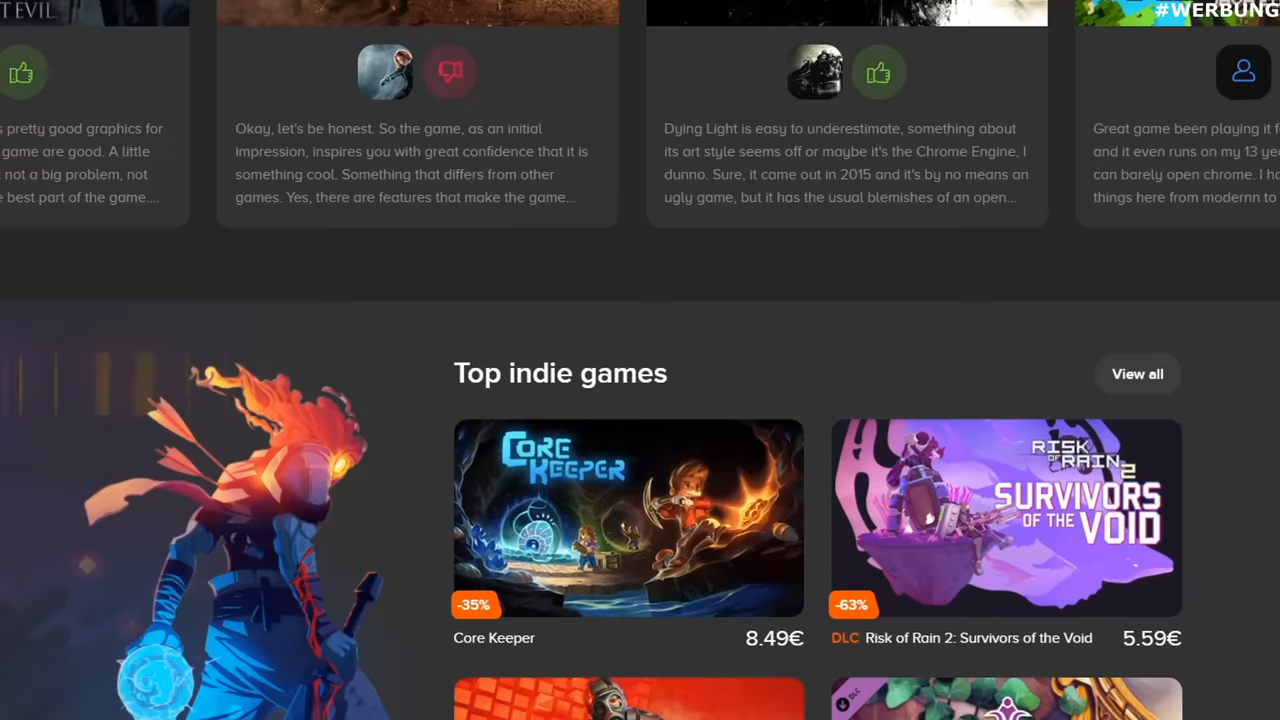 T EVIL
#WERBUNG
s pretty good graphics for
game are good. A little
not a big problem, not
e best part of the game....
Okay, let's be honest. So the game, as an initial
impression, inspires you with great confidence that it is
something cool. Something that differs from other
games. Yes, there are features that make the game...
Dying Light is easy to underestimate, something about
its art style seems off or maybe it's the Chrome Engine, I
dunno. Sure, it came out in 2015 and it's by no means an
ugly game, but it has the usual blemishes of an open...
Great game been playing it f
and it even runs on my 13 ye
can barely open chrome. I ha
things here from modernn to
Top indie games
View all
CORE
KEEPER
-35%
Core Keeper
8.49€
RISK
OF RAIN 2
SURVIVORS
OF THE VOID
-63%
DLC Risk of Rain 2: Survivors of the Void
5.59€
DLC